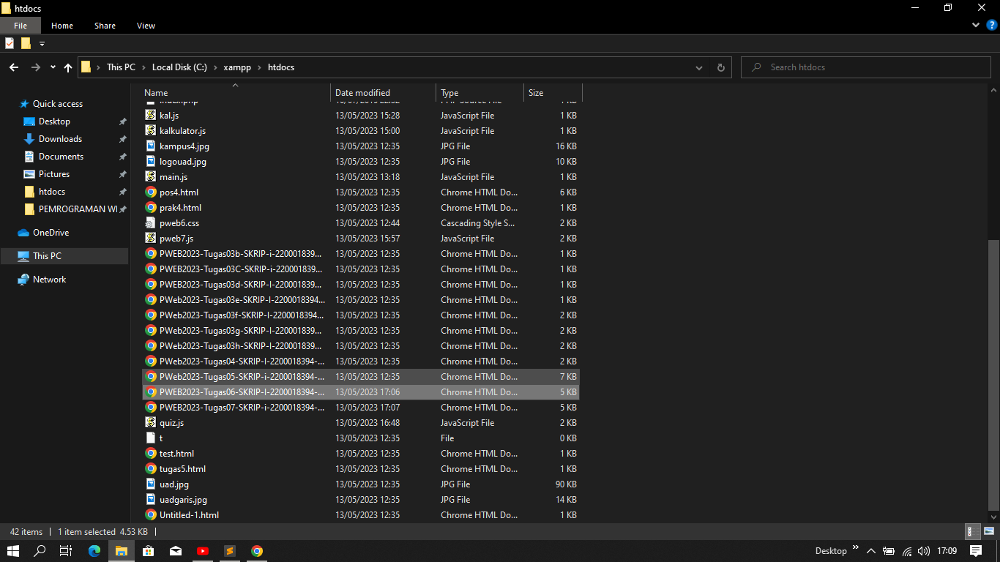 htdocs
File Home Share View
This PC Local Disk (C:) xampp htdocs Search htdocs
Name Date modified Type Size
Quick access
Desktop
Downloads
Documents
Pictures
htdocs
PEMROGRAMAN WI
OneDrive
This PC
Network
kal.js 13/05/2023 15:28 JavaScript File 1 KB
kalkulator.js 13/05/2023 15:00 JavaScript File 1 KB
kampus4.jpg 13/05/2023 12:35 JPG File 16 KB
logouad.jpg 13/05/2023 12:35 JPG File 10 KB
main.js 13/05/2023 13:18 JavaScript File 1 KB
pos4.html 13/05/2023 12:35 Chrome HTML Do... 6 KB
prak4.html 13/05/2023 12:35 Chrome HTML Do... 1 KB
pweb6.css 13/05/2023 12:44 Cascading Style S... 2 KB
pweb7.js 13/05/2023 15:57 JavaScript File 2 KB
PWEB2023-Tugas03b-SKRIP-i-220001839... 13/05/2023 12:35 Chrome HTML Do... 1 KB
PWEB2023-Tugas03C-SKRIP-i-220001839... 13/05/2023 12:35 Chrome HTML Do... 1 KB
PWEB2023-Tugas03d-SKRIP-I-220001839... 13/05/2023 12:35 Chrome HTML Do... 1 KB
PWeb2023-Tugas03e-SKRIP-I-2200018394... 13/05/2023 12:35 Chrome HTML Do... 1 KB
PWeb2023-Tugas03f-SKRIP-I-2200018394... 13/05/2023 12:35 Chrome HTML Do... 2 KB
PWeb2023-Tugas03g-SKRIP-I-220001839... 13/05/2023 12:35 Chrome HTML Do... 2 KB
PWeb2023-Tugas03h-SKRIP-I-220001839... 13/05/2023 12:35 Chrome HTML Do... 2 KB
PWeb2023-Tugas04-SKRIP-I-2200018394-... 13/05/2023 12:35 Chrome HTML Do... 2 KB
PWeb2023-Tugas05-SKRIP-i-2200018394-... 13/05/2023 12:35 Chrome HTML Do... 7 KB
PWEB2023-Tugas06-SKRIP-I-2200018394-... 13/05/2023 17:06 Chrome HTML Do... 5 KB
PWEB2023-Tugas07-SKRIP-i-2200018394-... 13/05/2023 17:07 Chrome HTML Do... 5 KB
quiz.js 13/05/2023 16:48 JavaScript File 2 KB
t 13/05/2023 12:35 File 0 KB
test.html 13/05/2023 12:35 Chrome HTML Do... 1 KB
tugas5.html 13/05/2023 12:35 Chrome HTML Do... 1 KB
uad.jpg 13/05/2023 12:35 JPG File 90 KB
uadgaris.jpg 13/05/2023 12:35 JPG File 14 KB
Untitled-1.html 13/05/2023 12:35 Chrome HTML Do... 1 KB
42 items 1 item selected 4.53 KB
Desktop 17:09